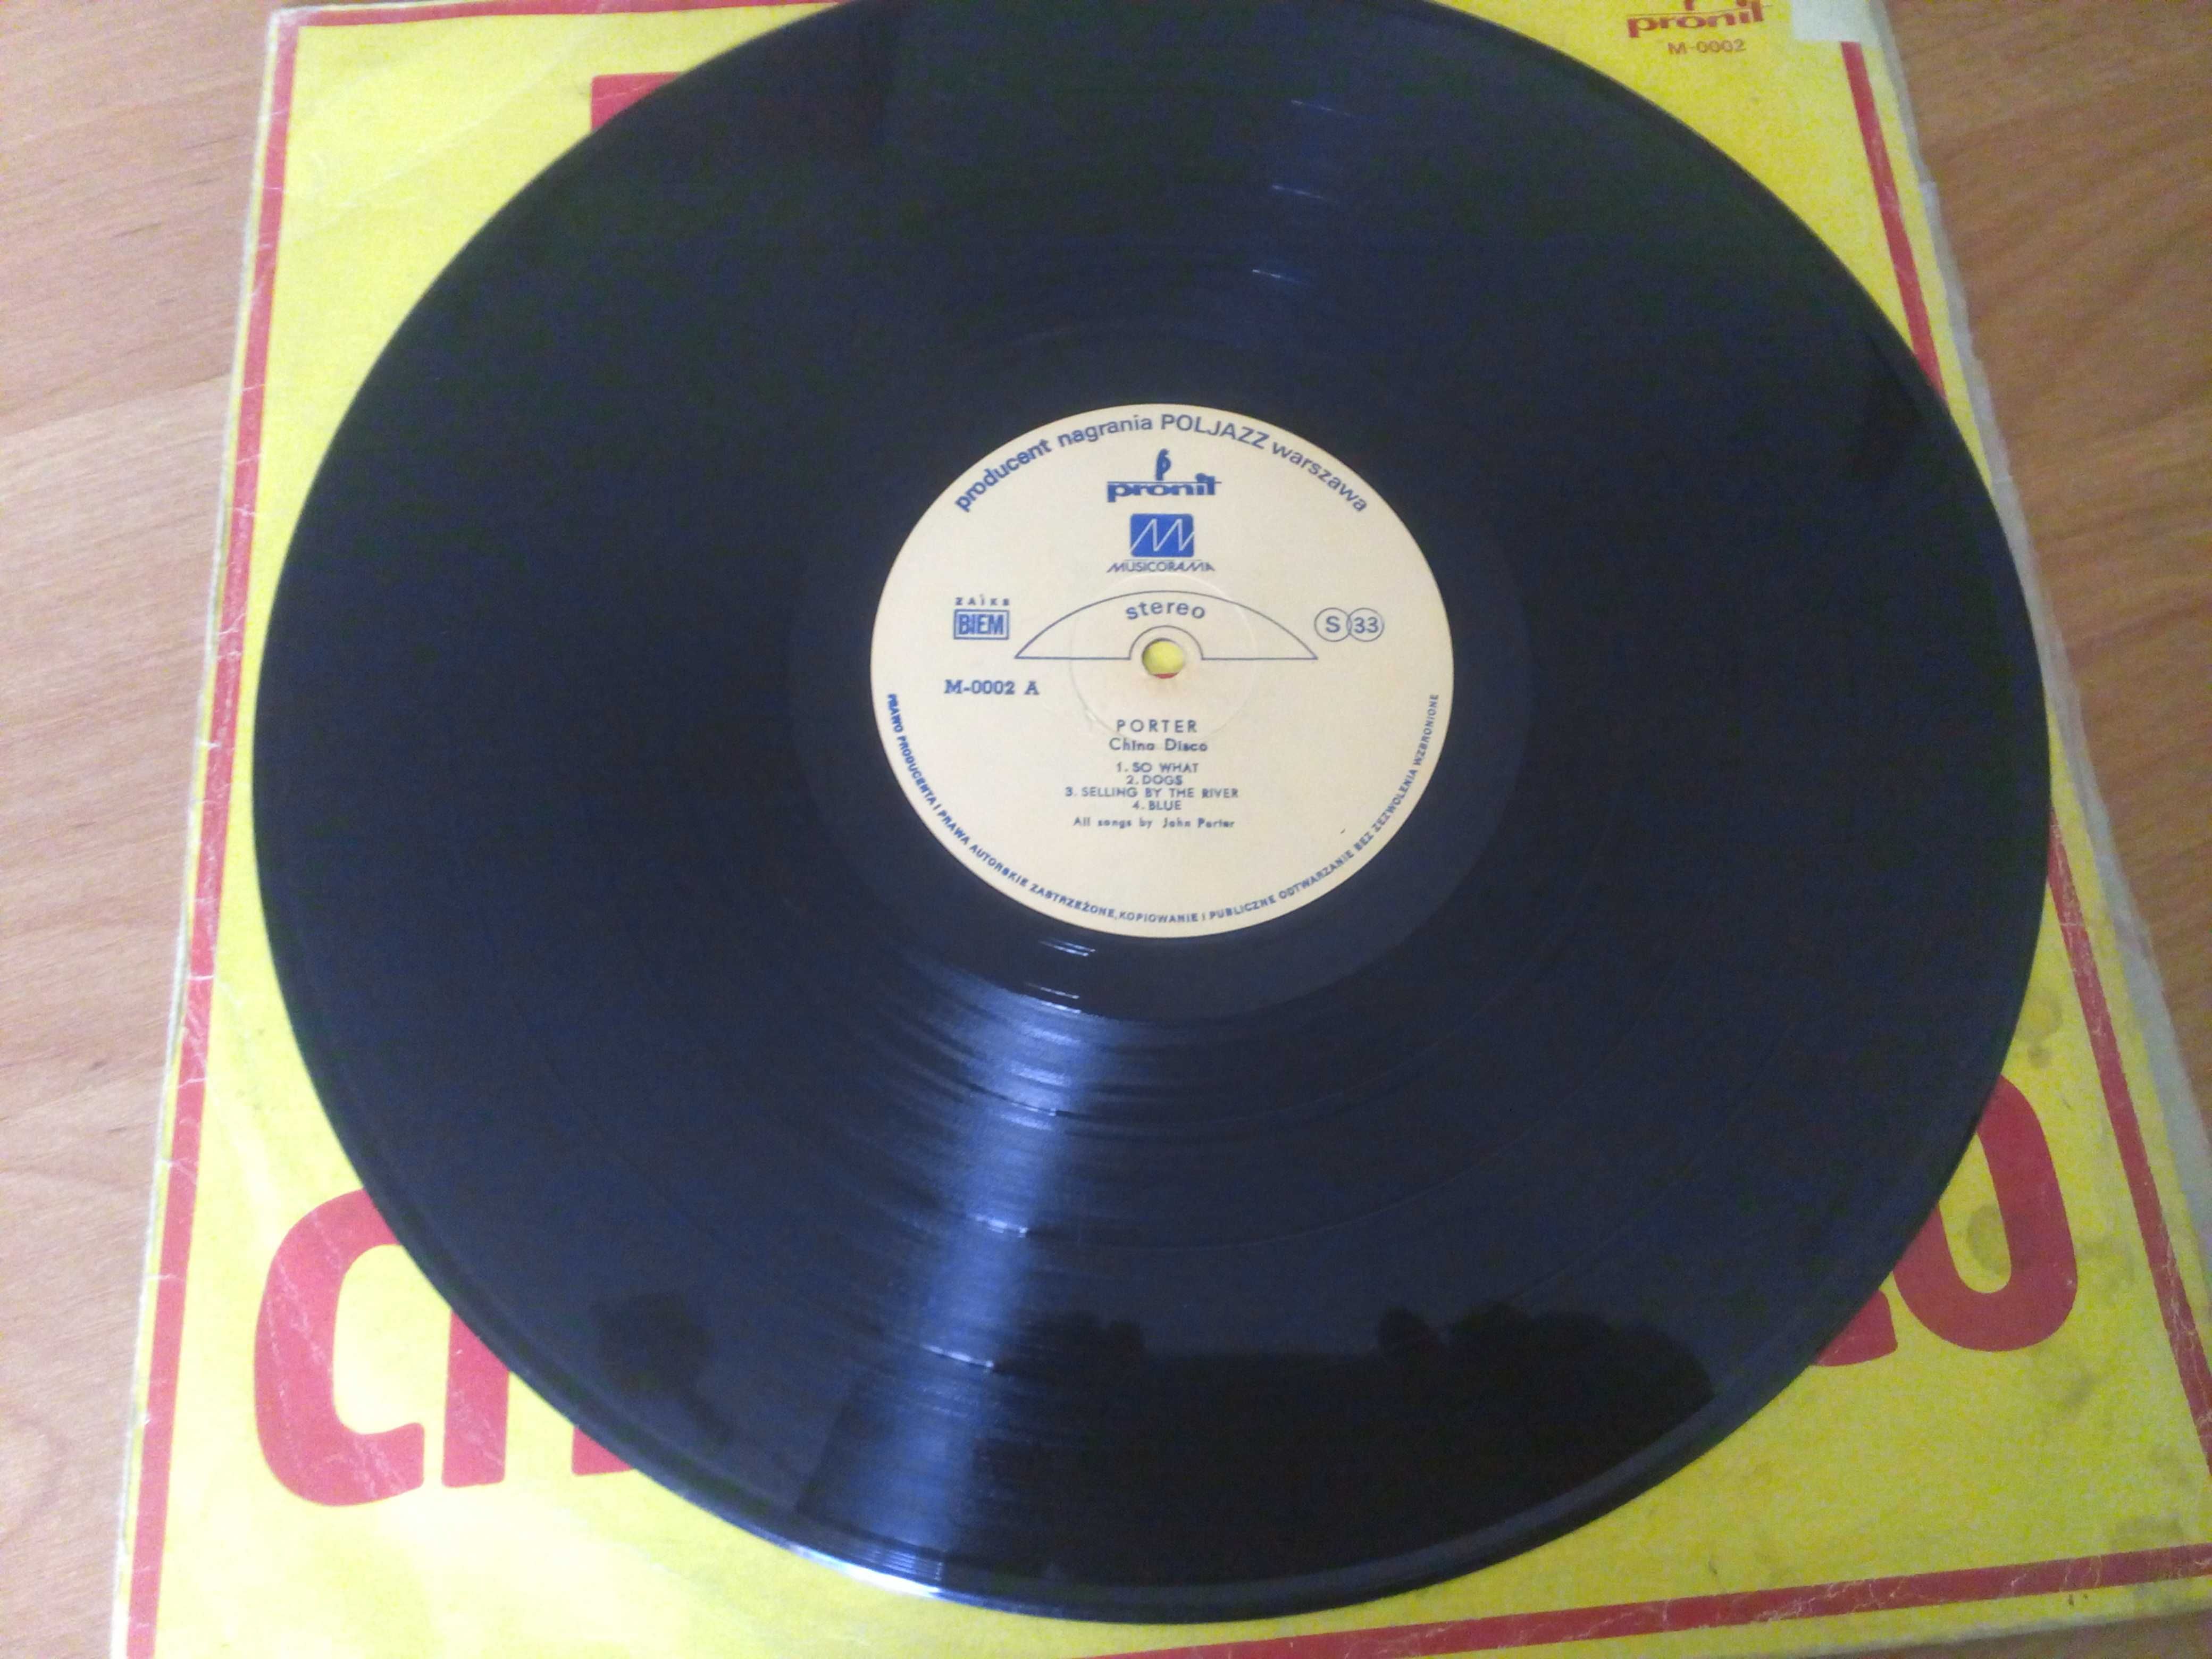 pronit
M-0002
producent nagrania POLJAZZ warszawa
pronit
MUSICORAMA
ZAIKS
BIEM
stereo
S 33
M-0002 A
PORTER
China Disco
1. SO WHAT
2. DOGS
3. SELLING BY THE RIVER
4. BLUE
All songs by John Porter
PRAWO PRODUCENTA I PRAWA AUTORSKIE ZASTRZEŻONE, KOPIOWANIE I PUBLICZNE ODTWARZANIE BEZ ZEZWOLENIA WZBRONIONE